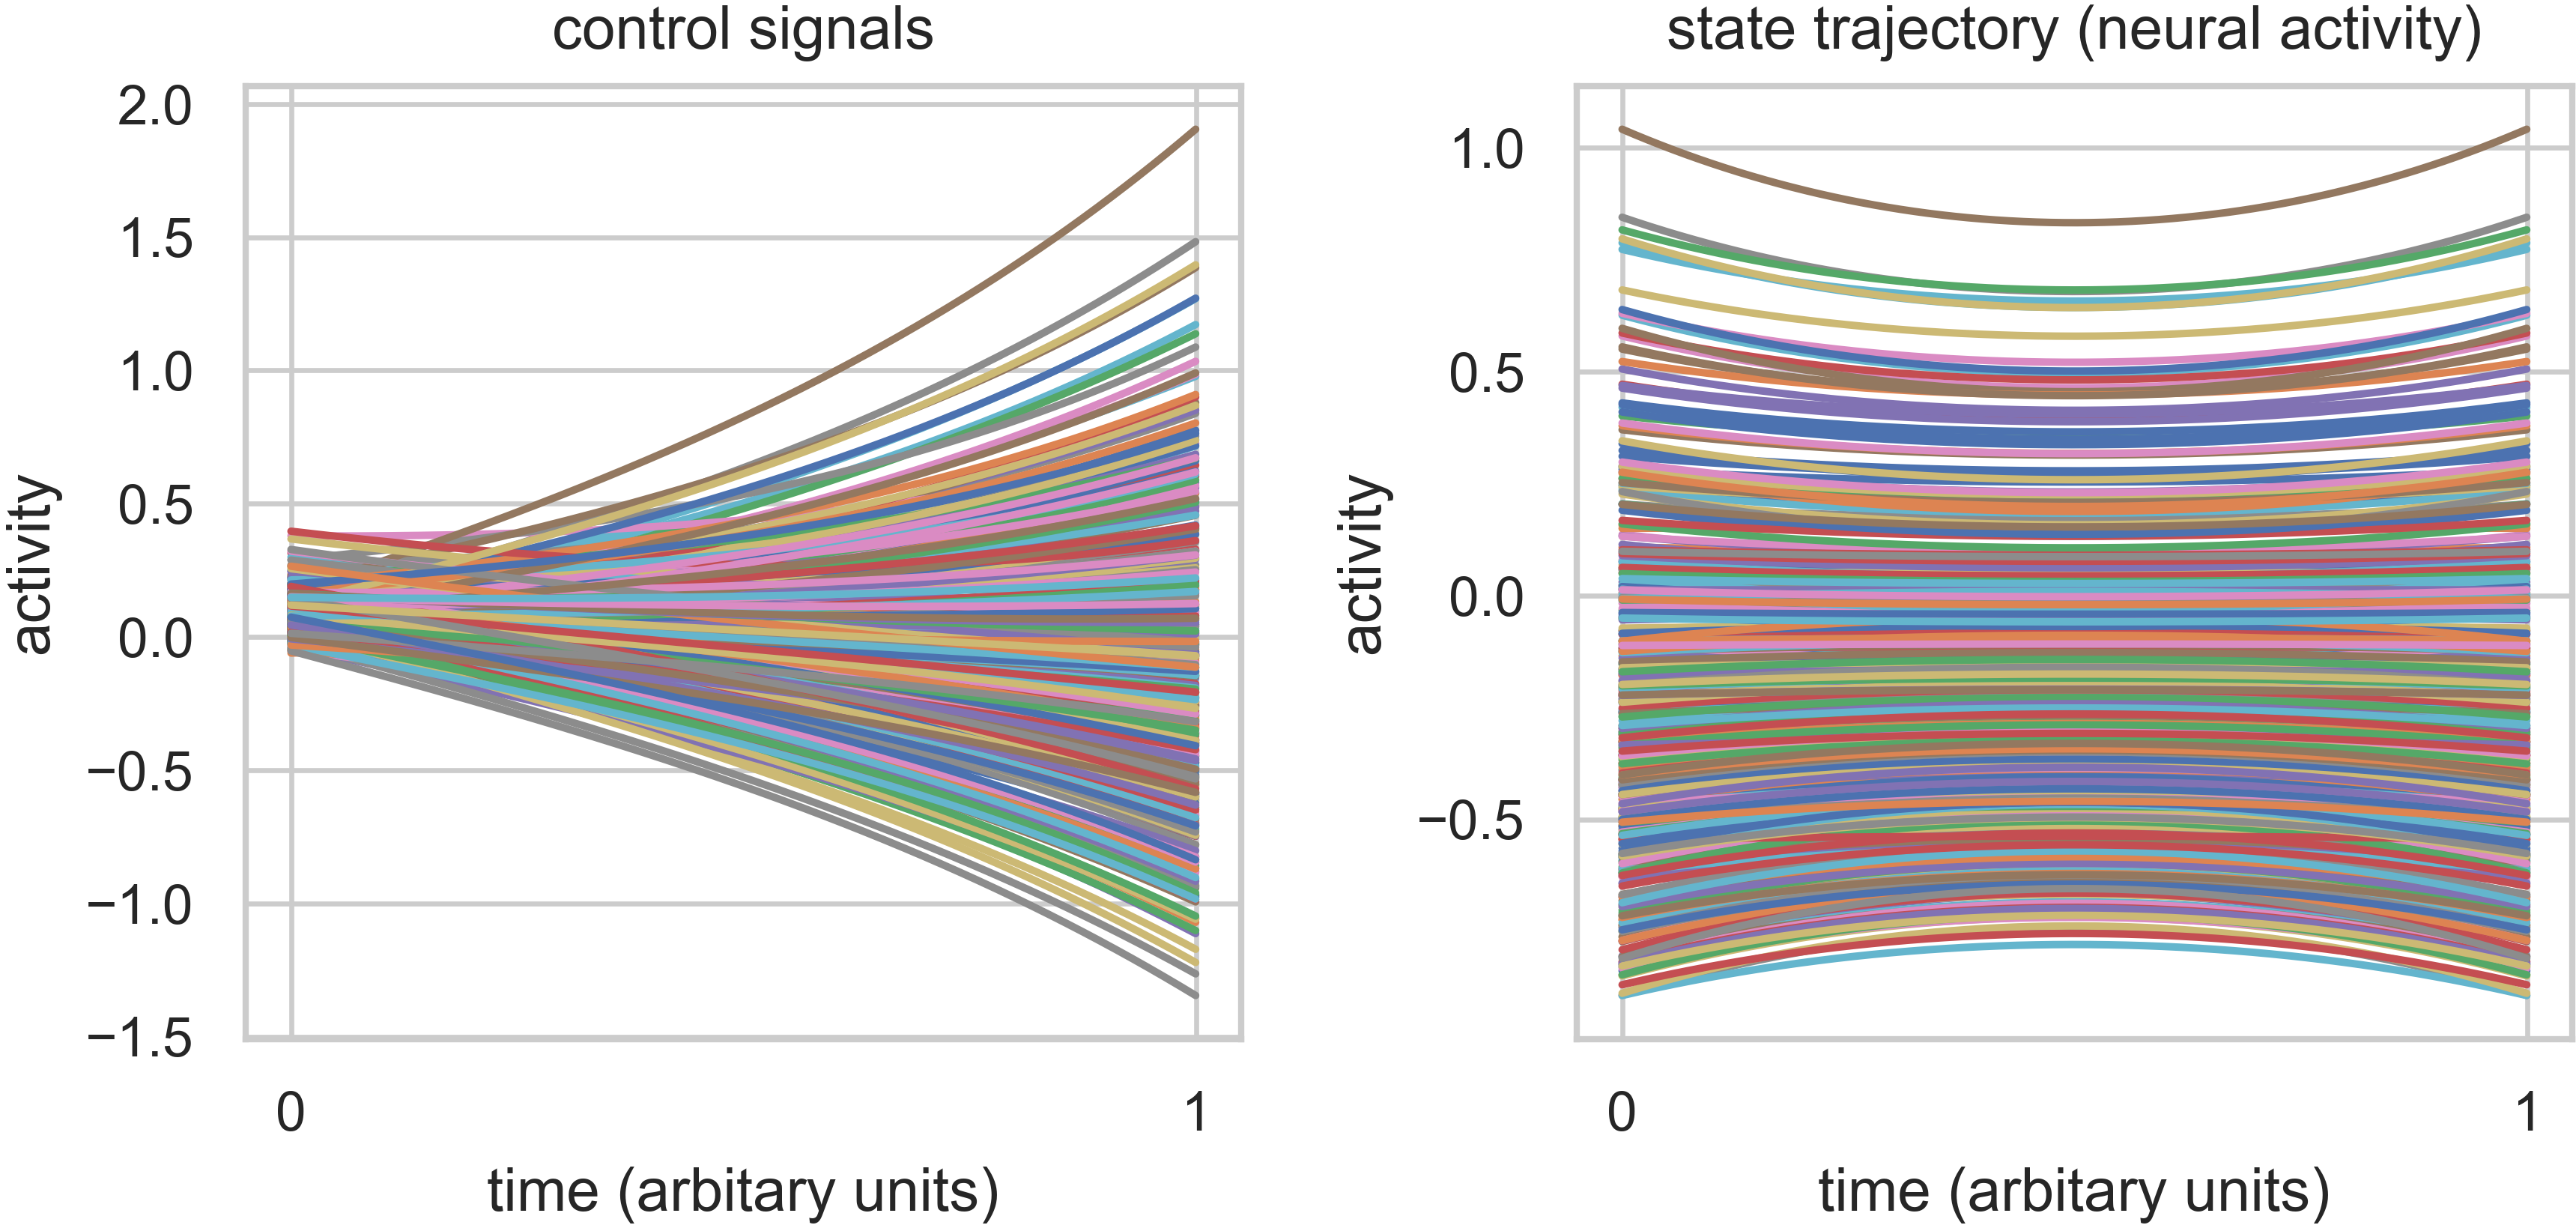 control signals
2.0
1.5
1.0
0.5
0.0
−0.5
−1.0
−1.5
activity
0
1
time (arbitary units)
state trajectory (neural activity)
1.0
0.5
0.0
−0.5
activity
0
1
time (arbitary units)